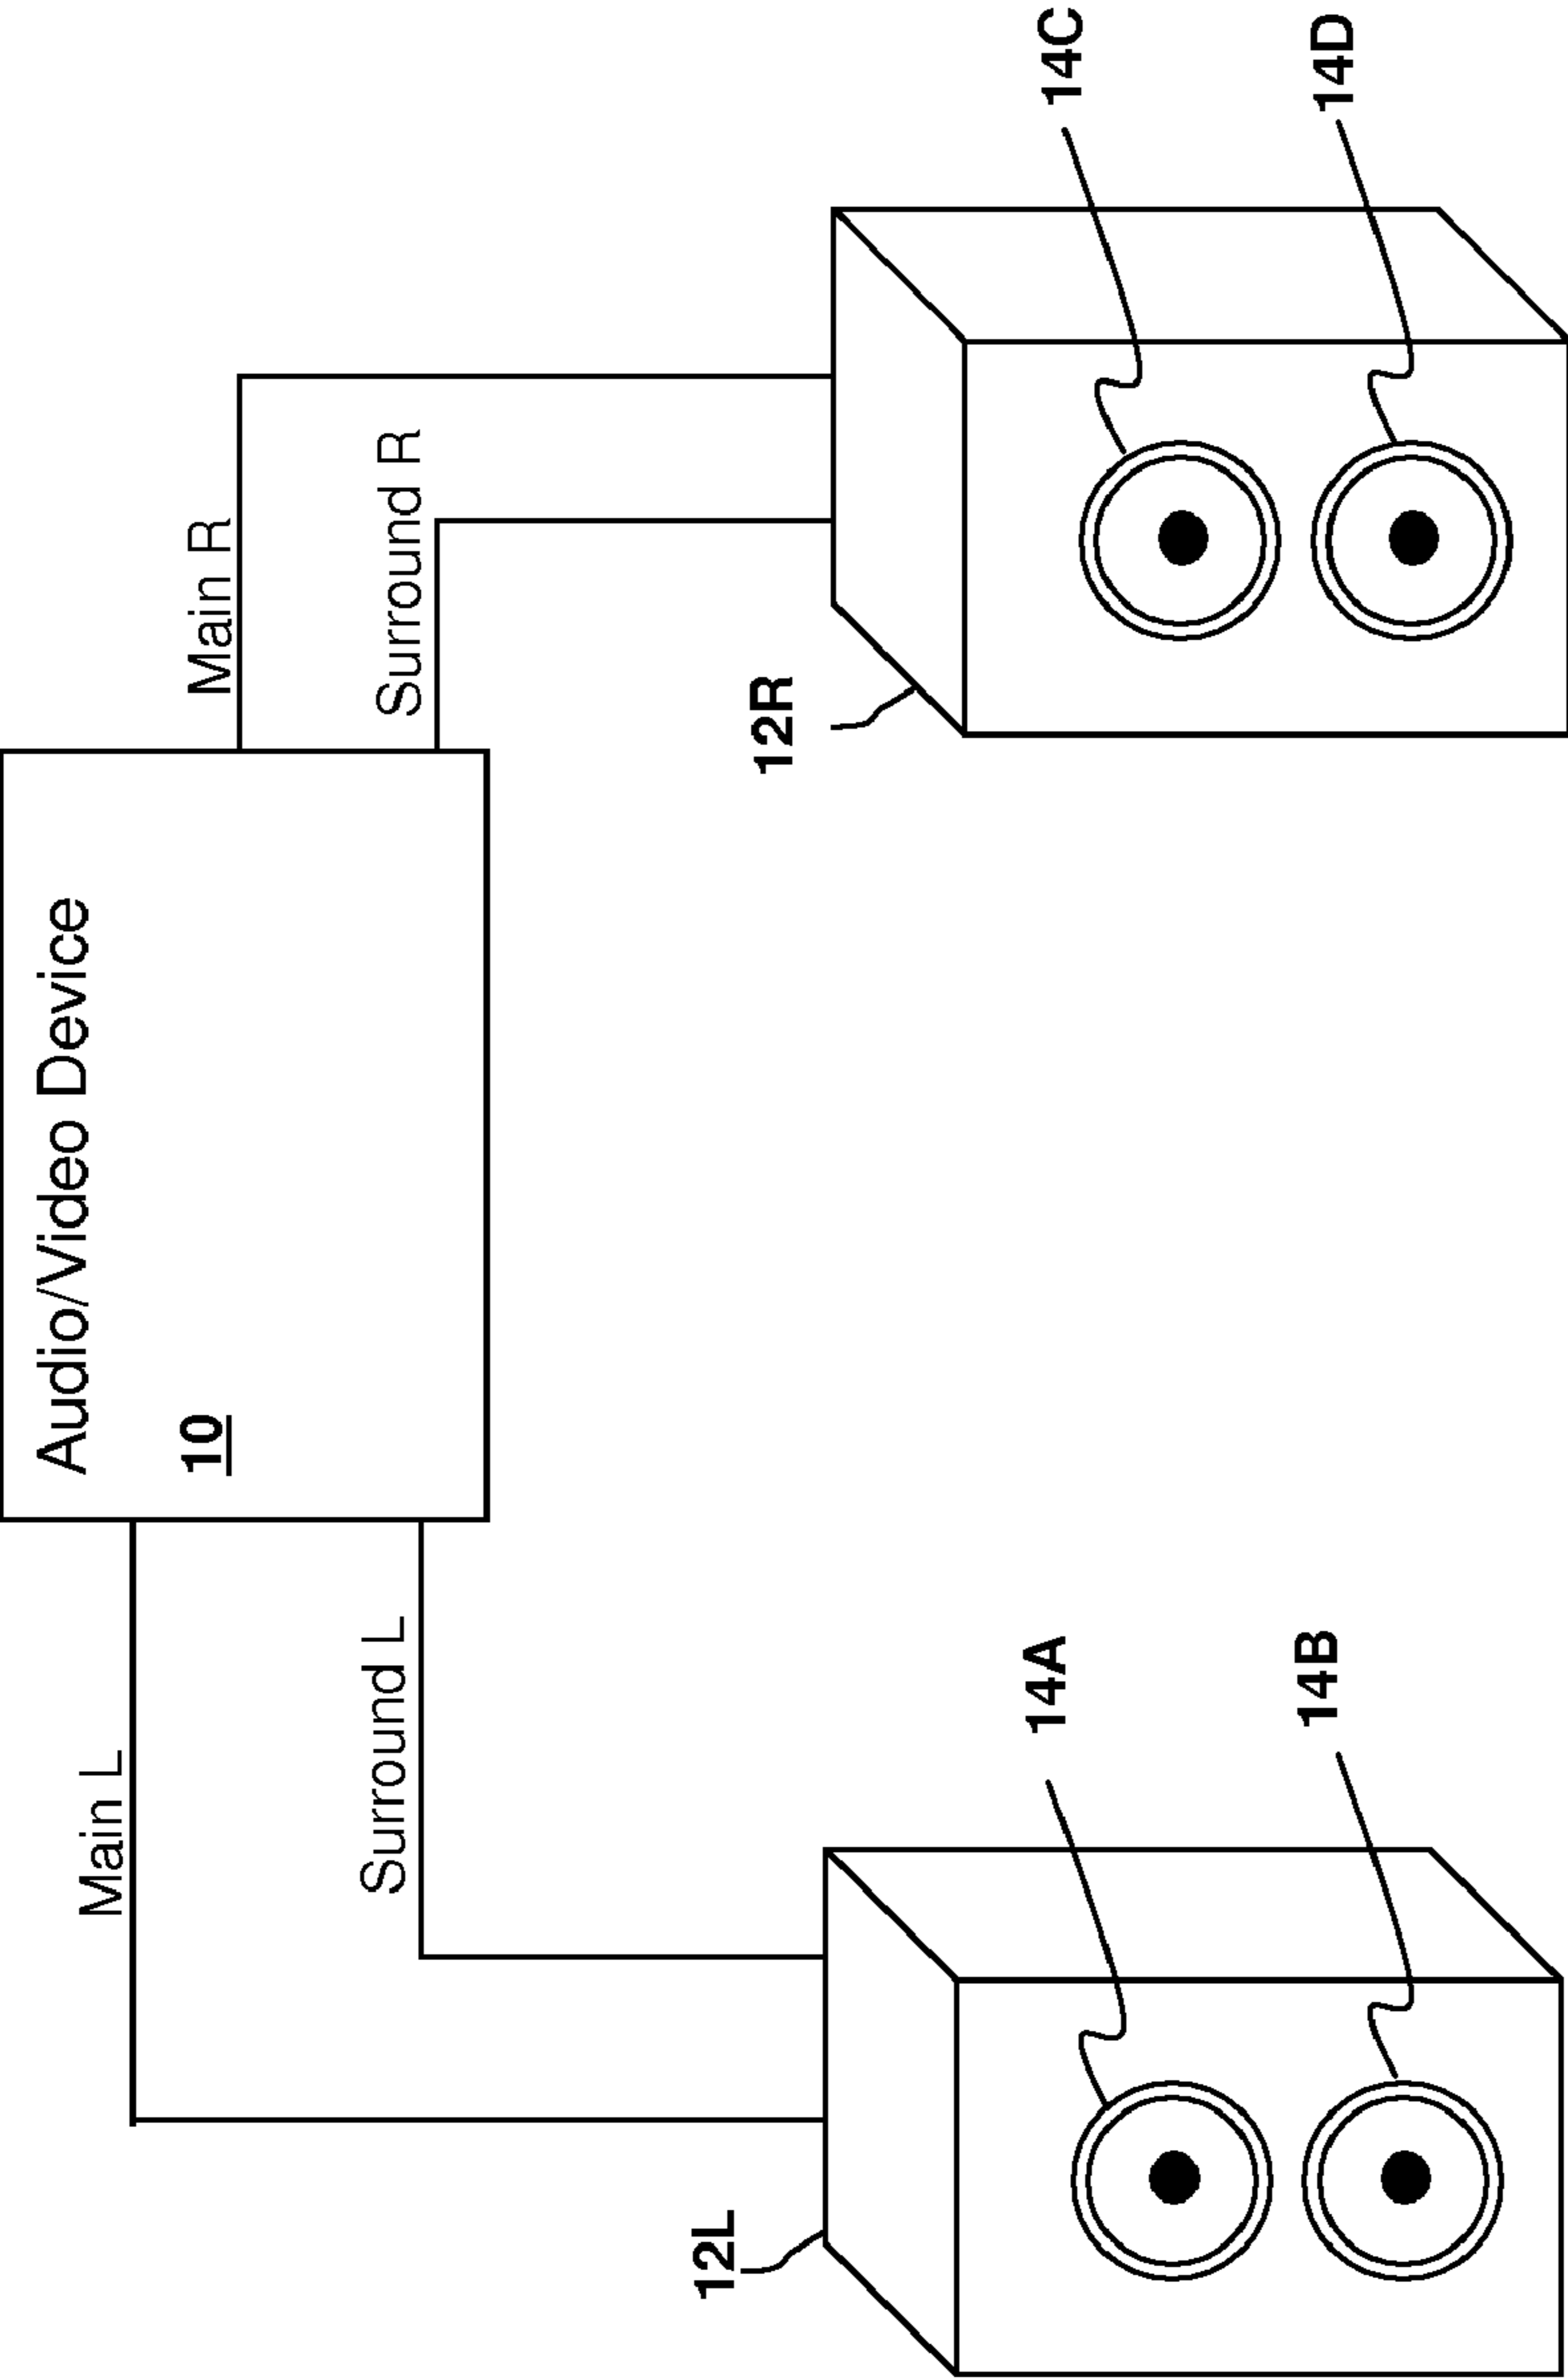 Audio/Video Device
10
Main L
Main R
Surround L
Surround R
12L
12R
14A
14C
14B
14D